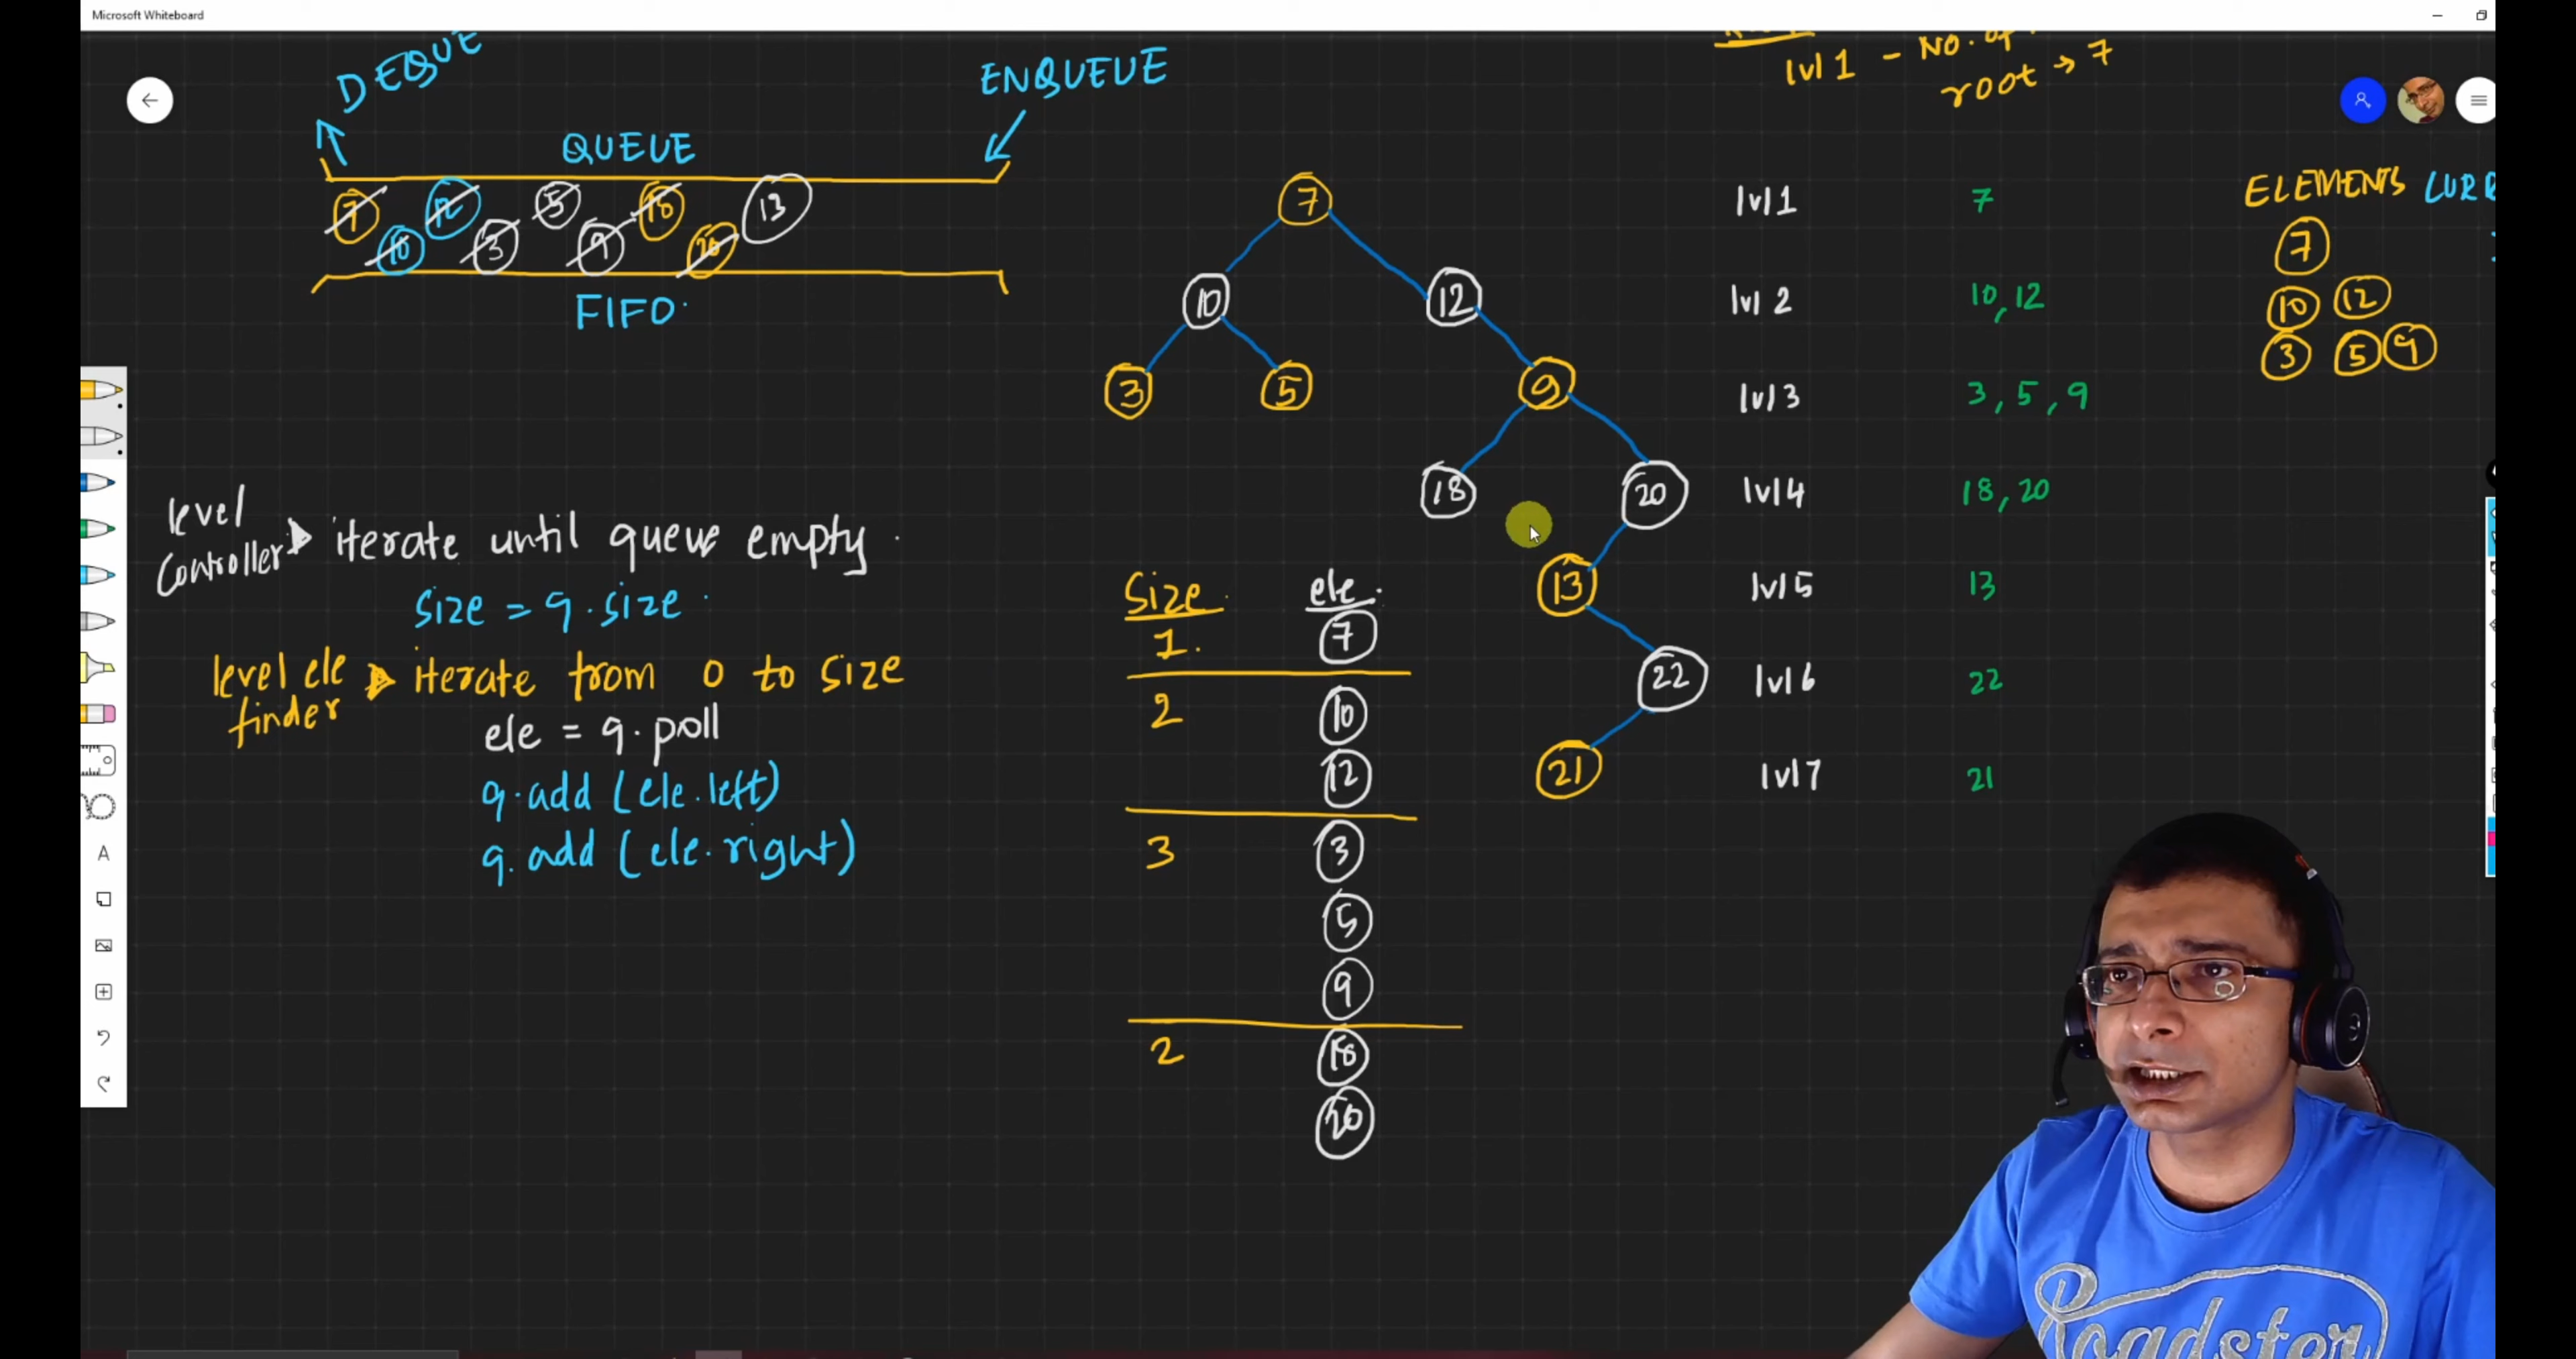 Microsoft Whiteboard
DEQUE
ENQUEUE
QUEUE
7 12 5 18 13
10 3 9 20
FIFO
level
controller iterate until queue empty
size = q.size
level ele iterate from 0 to size
finder
ele = q.poll
q.add (ele.left)
q.add (ele.right)
7
10 12
3 5 9
18 20
13
22
21
Size ele
1. 7
2 10
12
3 3
5
9
2 18
20
lvl 1 - No. of
root → 7
lvl 1 7
lvl 2 10, 12
lvl 3 3, 5, 9
lvl 4 18, 20
lvl 5 13
lvl 6 22
lvl 7 21
ELEMENTS CURR
7
10 12
3 5 9
A
Roadster